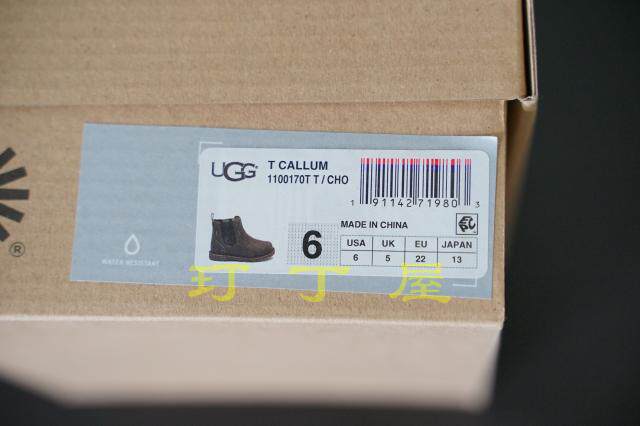 UGG
T CALLUM
1100170T T / CHO
1 91142 71980 3
MADE IN CHINA
6
USA UK EU JAPAN
6 5 22 13
WATER RESISTANT
®
玎丁屋